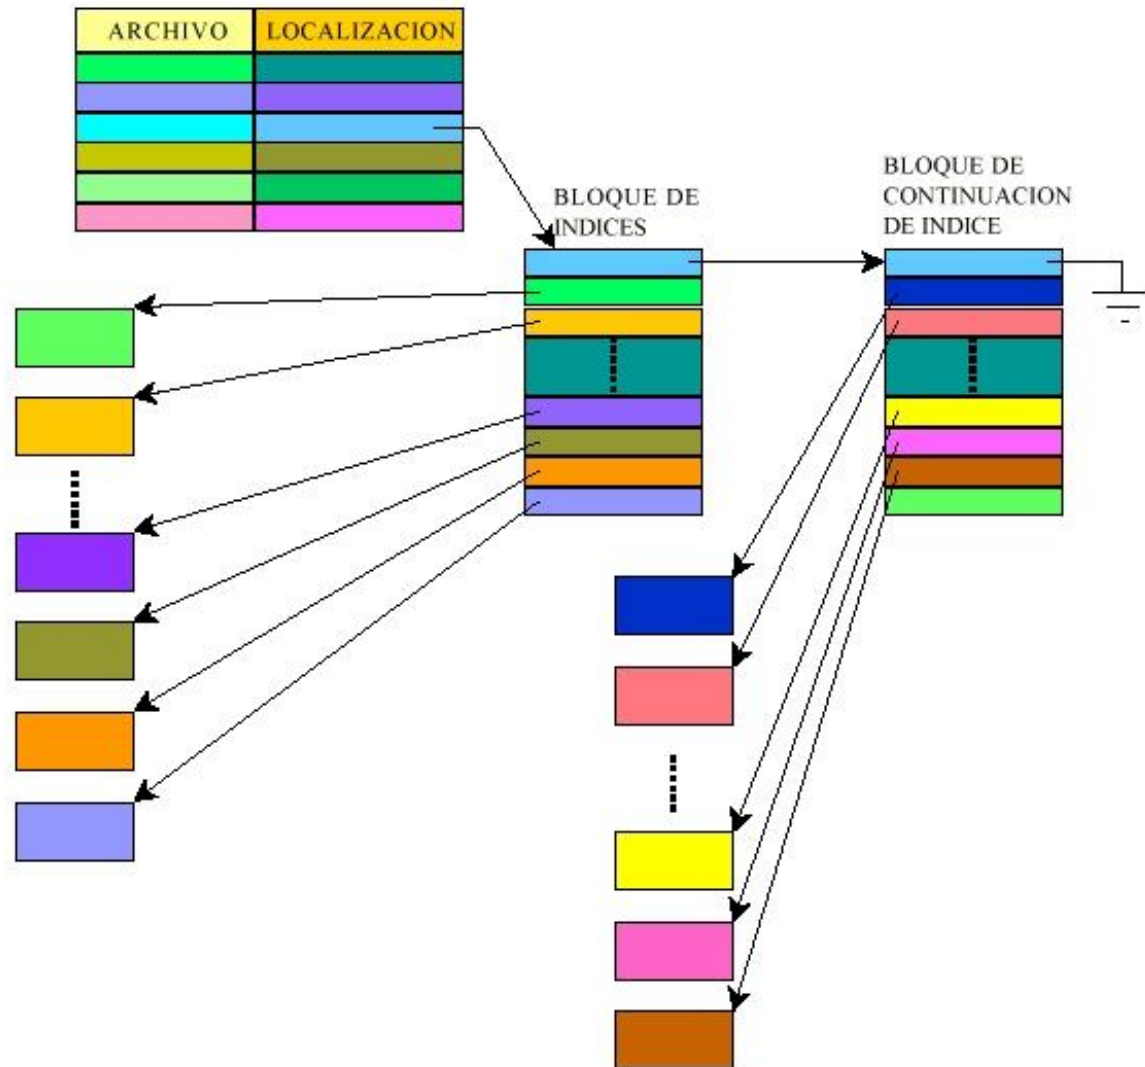 ARCHIVO LOCALIZACION
BLOQUE DE
INDICES
BLOQUE DE
CONTINUACION
DE INDICE